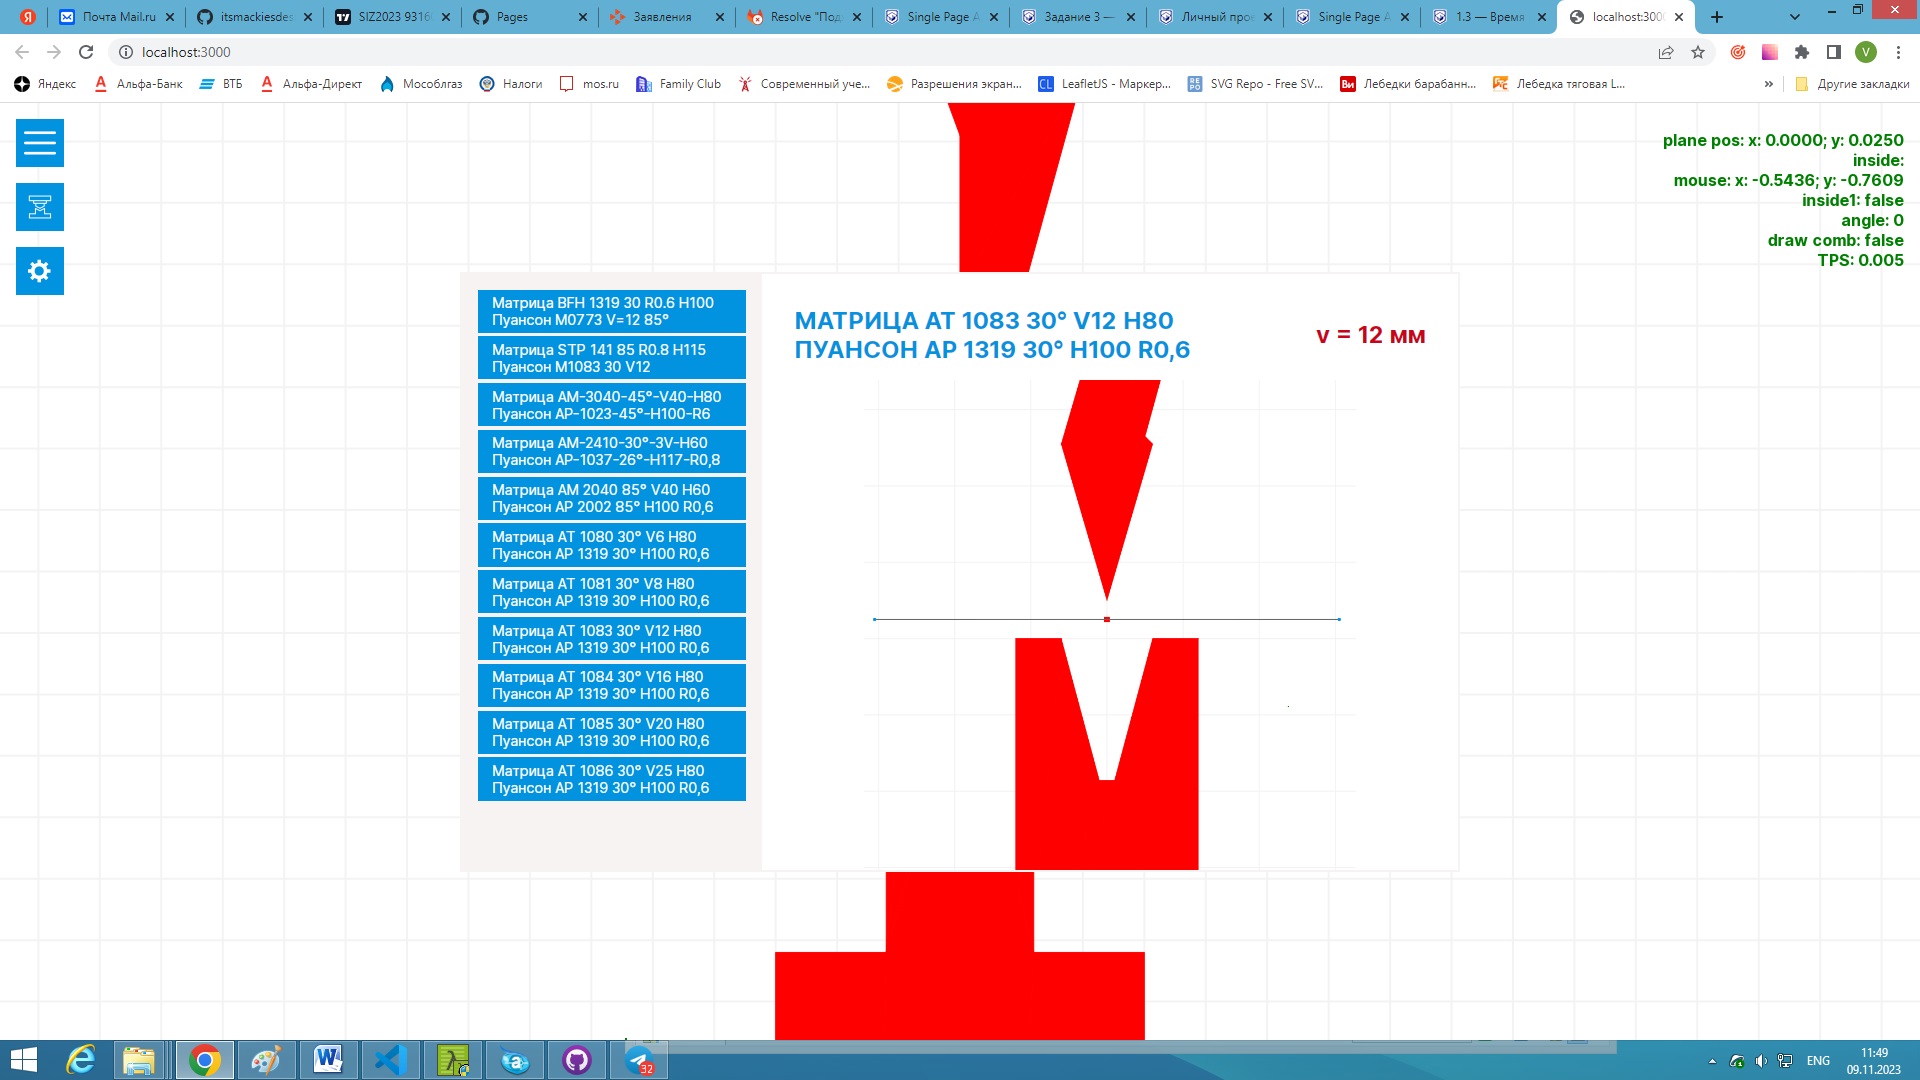 Почта Mail.ru
itsmackiesdes
SIZ2023 9316
Pages
Заявления
Resolve "Под
Single Page A
Задание 3 —
Личный прое
Single Page A
1.3 — Время
localhost:300
localhost:3000
V
Яндекс
Альфа-Банк
ВТБ
Альфа-Директ
Мособлгаз
Налоги
mos.ru
Family Club
Современный уче...
Разрешения экран...
CL
LeafletJS - Маркер...
SVG Repo - Free SV...
Ви
Лебедки барабанн...
Лебедка тяговая L...
»
Другие закладки
plane pos: x: 0.0000; y: 0.0250
inside:
mouse: x: -0.5436; y: -0.7609
inside1: false
angle: 0
draw comb: false
TPS: 0.005
Матрица BFH 1319 30 R0.6 H100
Пуансон M0773 V=12 85°
Матрица STP 141 85 R0.8 H115
Пуансон M1083 30 V12
Матрица AM-3040-45°-V40-H80
Пуансон AP-1023-45°-H100-R6
Матрица AM-2410-30°-3V-H60
Пуансон AP-1037-26°-H117-R0,8
Матрица AM 2040 85° V40 H60
Пуансон AP 2002 85° H100 R0,6
Матрица AT 1080 30° V6 H80
Пуансон AP 1319 30° H100 R0,6
Матрица AT 1081 30° V8 H80
Пуансон AP 1319 30° H100 R0,6
Матрица AT 1083 30° V12 H80
Пуансон AP 1319 30° H100 R0,6
Матрица AT 1084 30° V16 H80
Пуансон AP 1319 30° H100 R0,6
Матрица AT 1085 30° V20 H80
Пуансон AP 1319 30° H100 R0,6
Матрица AT 1086 30° V25 H80
Пуансон AP 1319 30° H100 R0,6
МАТРИЦА AT 1083 30° V12 H80
ПУАНСОН AP 1319 30° H100 R0,6
v = 12 мм
32
ENG
11:49
09.11.2023